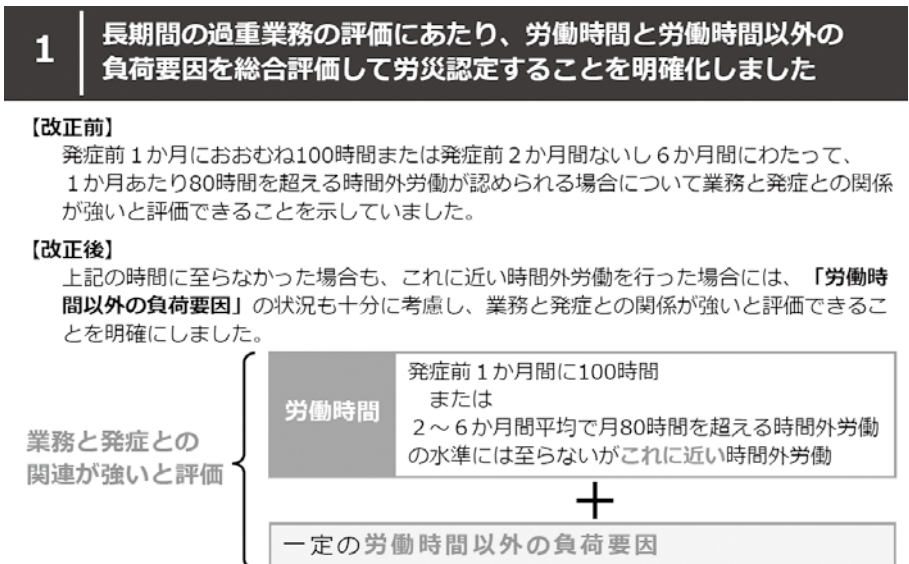 1
長期間の過重業務の評価にあたり、労働時間と労働時間以外の
負荷要因を総合評価して労災認定することを明確化しました
【改正前】
発症前１か月におおむね100時間または発症前２か月間ないし６か月間にわたって、
１か月あたり80時間を超える時間外労働が認められる場合について業務と発症との関係
が強いと評価できることを示していました。
【改正後】
上記の時間に至らなかった場合も、これに近い時間外労働を行った場合には、「労働時
間以外の負荷要因」の状況も十分に考慮し、業務と発症との関係が強いと評価できるこ
とを明確にしました。
業務と発症との
関連が強いと評価
労働時間
発症前１か月間に100時間
または
２～６か月間平均で月80時間を超える時間外労働
の水準には至らないがこれに近い時間外労働
＋
一定の労働時間以外の負荷要因